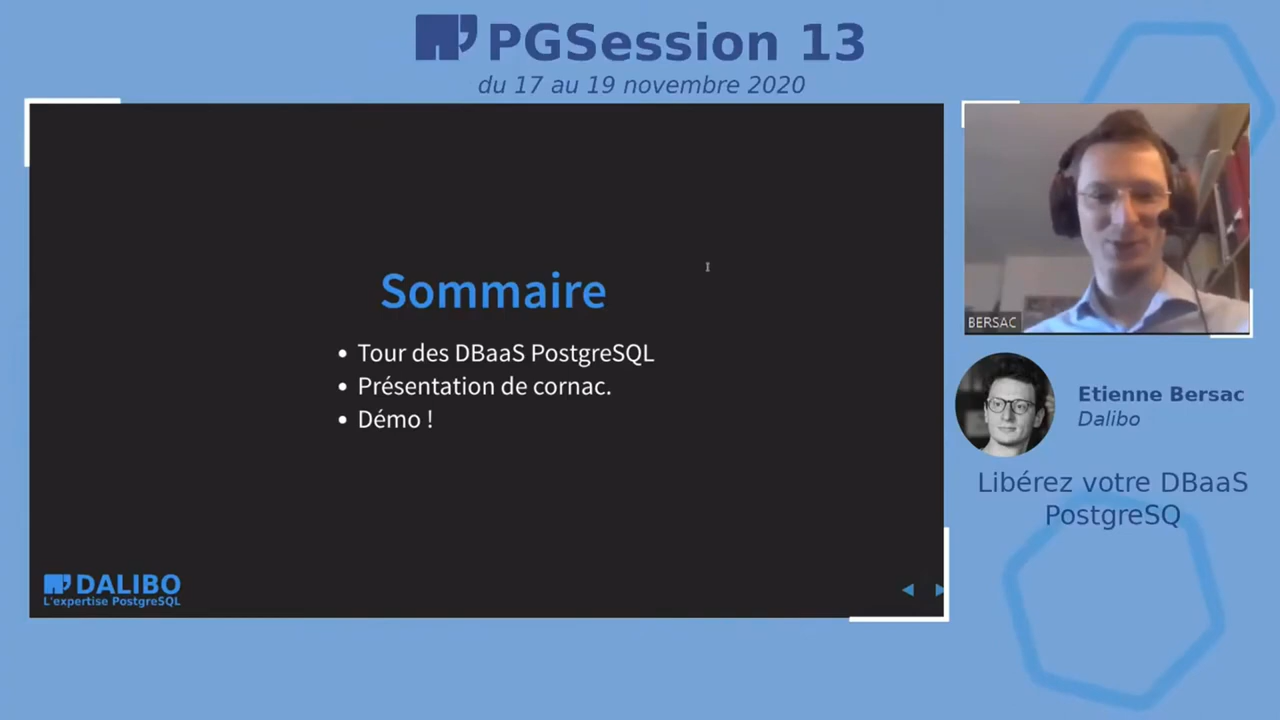 PGSession 13
du 17 au 19 novembre 2020
Sommaire
• Tour des DBaaS PostgreSQL
• Présentation de cornac.
• Démo !
DALIBO
L'expertise PostgreSQL
BERSAC
Etienne Bersac
Dalibo
Libérez votre DBaaS
PostgreSQ